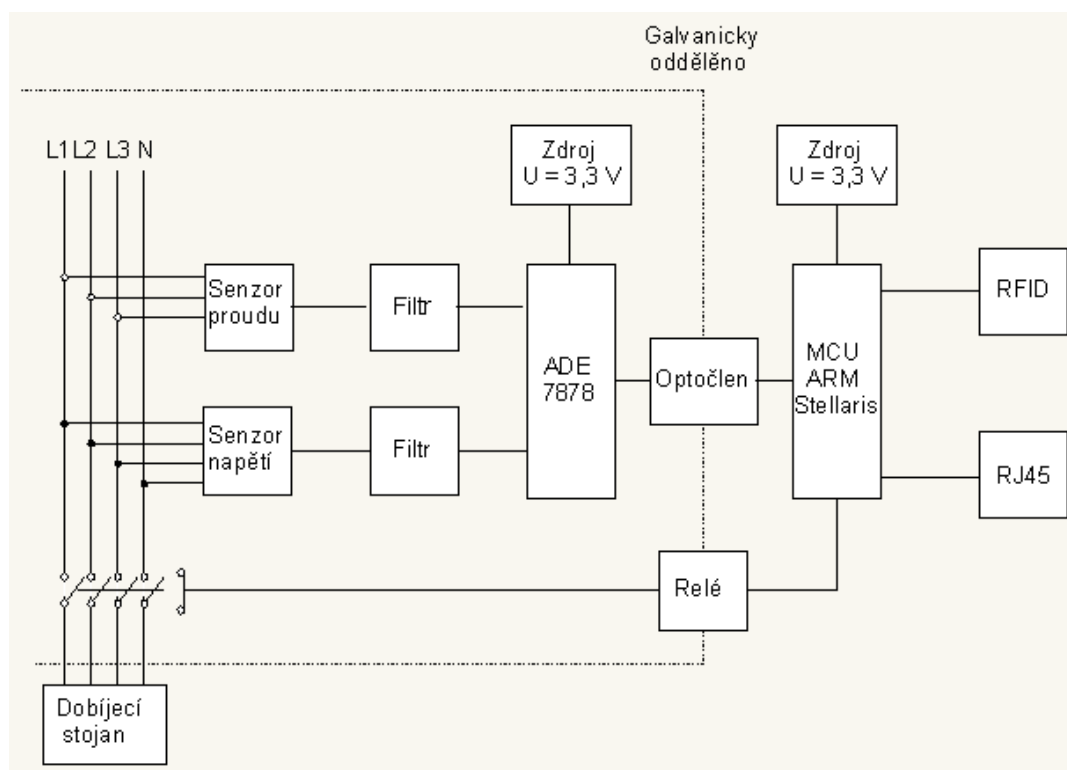 Galvanicky
odděleno
L1 L2 L3 N
Zdroj
U = 3,3 V
Zdroj
U = 3,3 V
Senzor
proudu
Filtr
ADE
7878
Optočlen
MCU
ARM
Stellaris
RFID
Senzor
napětí
Filtr
RJ45
Relé
Dobíjecí
stojan